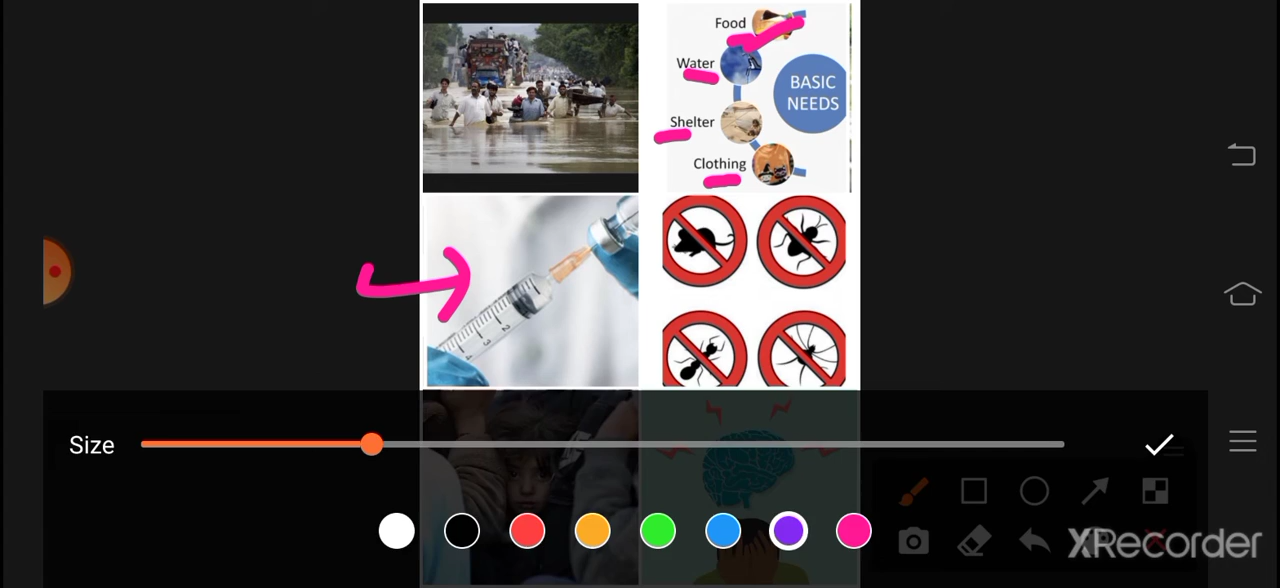 Food
Water
BASIC
NEEDS
Shelter
Clothing
Size
XRecorder